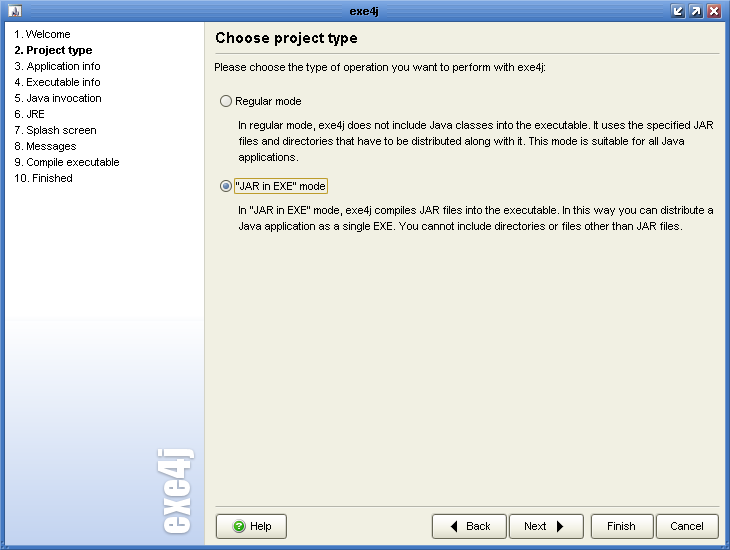 exe4j
1. Welcome
2. Project type
3. Application info
4. Executable info
5. Java invocation
6. JRE
7. Splash screen
8. Messages
9. Compile executable
10. Finished
exe4j
Choose project type
Please choose the type of operation you want to perform with exe4j:
Regular mode
In regular mode, exe4j does not include Java classes into the executable. It uses the specified JAR
files and directories that have to be distributed along with it. This mode is suitable for all Java
applications.
"JAR in EXE" mode
In "JAR in EXE" mode, exe4j compiles JAR files into the executable. In this way you can distribute a
Java application as a single EXE. You cannot include directories or files other than JAR files.
Help
Back
Next
Finish
Cancel